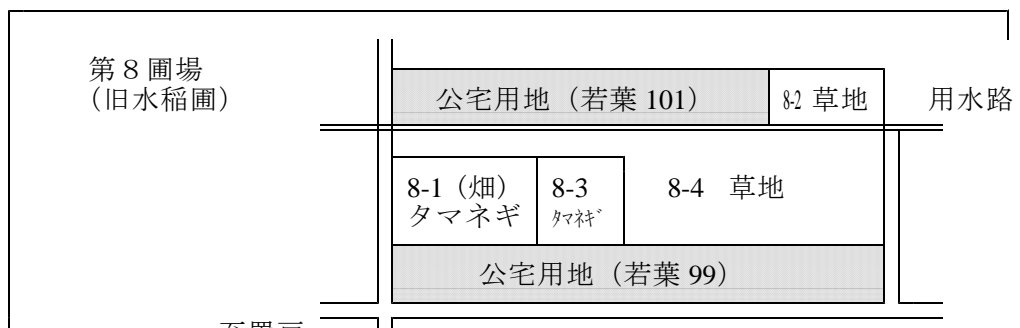 第８圃場
（旧水稲圃）
公宅用地（若葉 101）
8-2 草地
用水路
8-1（畑）
タマネギ
8-3
ﾀﾏﾈｷﾞ
8-4 草地
公宅用地（若葉 99）